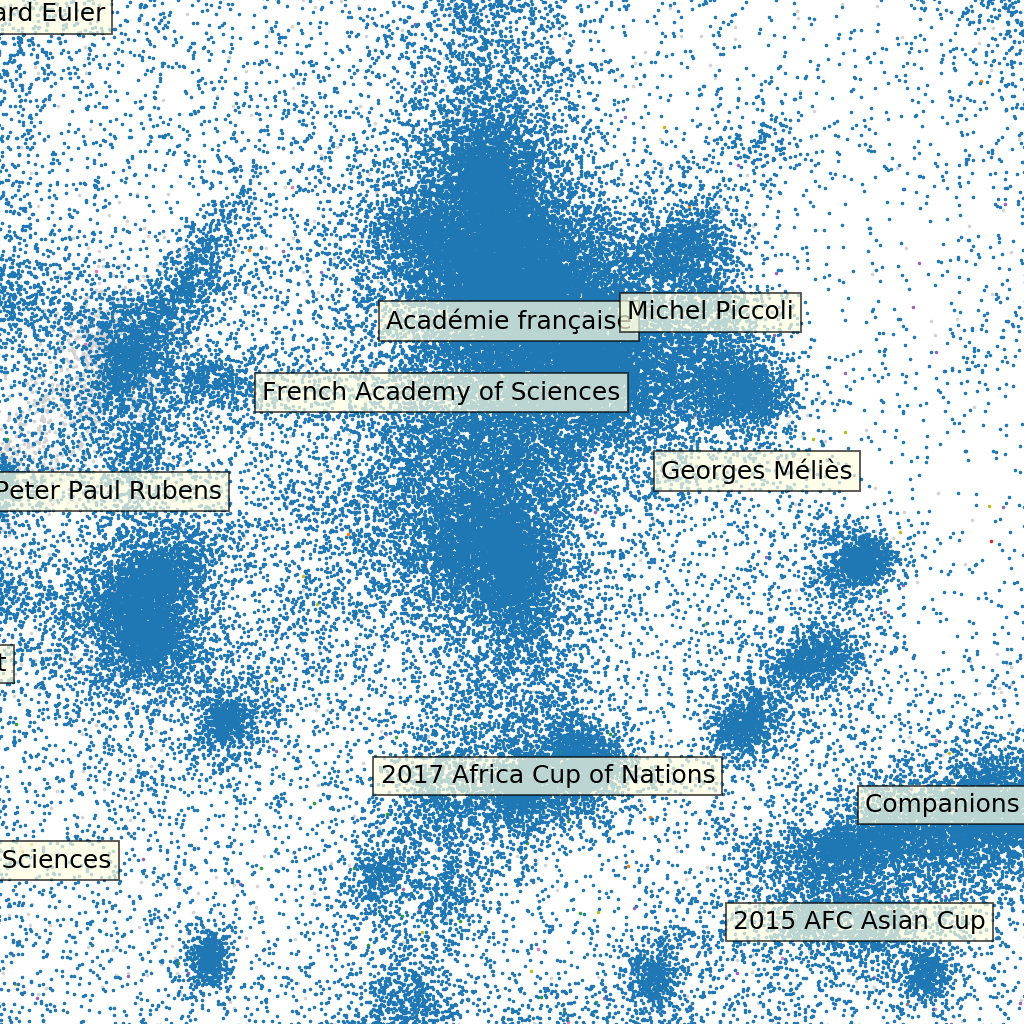 ard Euler
Académie française
Michel Piccoli
French Academy of Sciences
Georges Méliès
Peter Paul Rubens
t
2017 Africa Cup of Nations
Companions
Sciences
2015 AFC Asian Cup